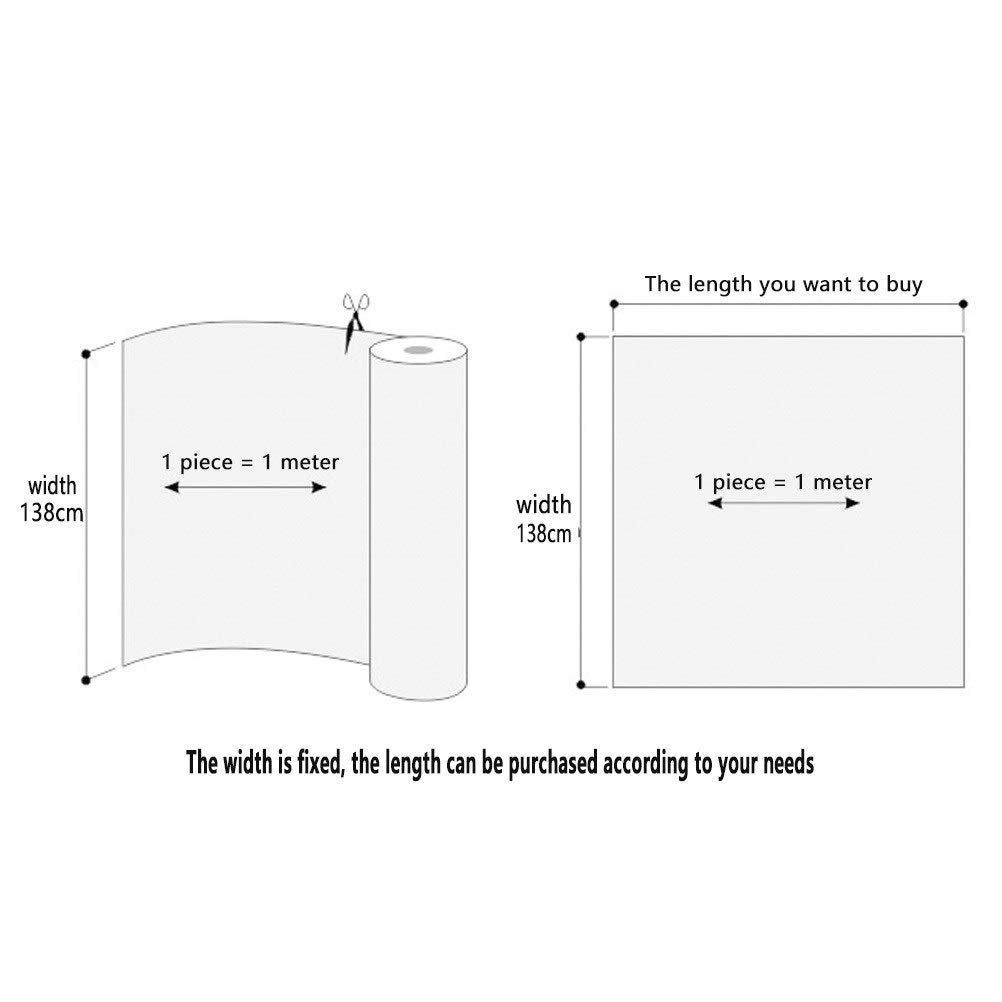 The length you want to buy
1 piece = 1 meter
width
138cm
1 piece = 1 meter
width
138cm
The width is fixed, the length can be purchased according to your needs